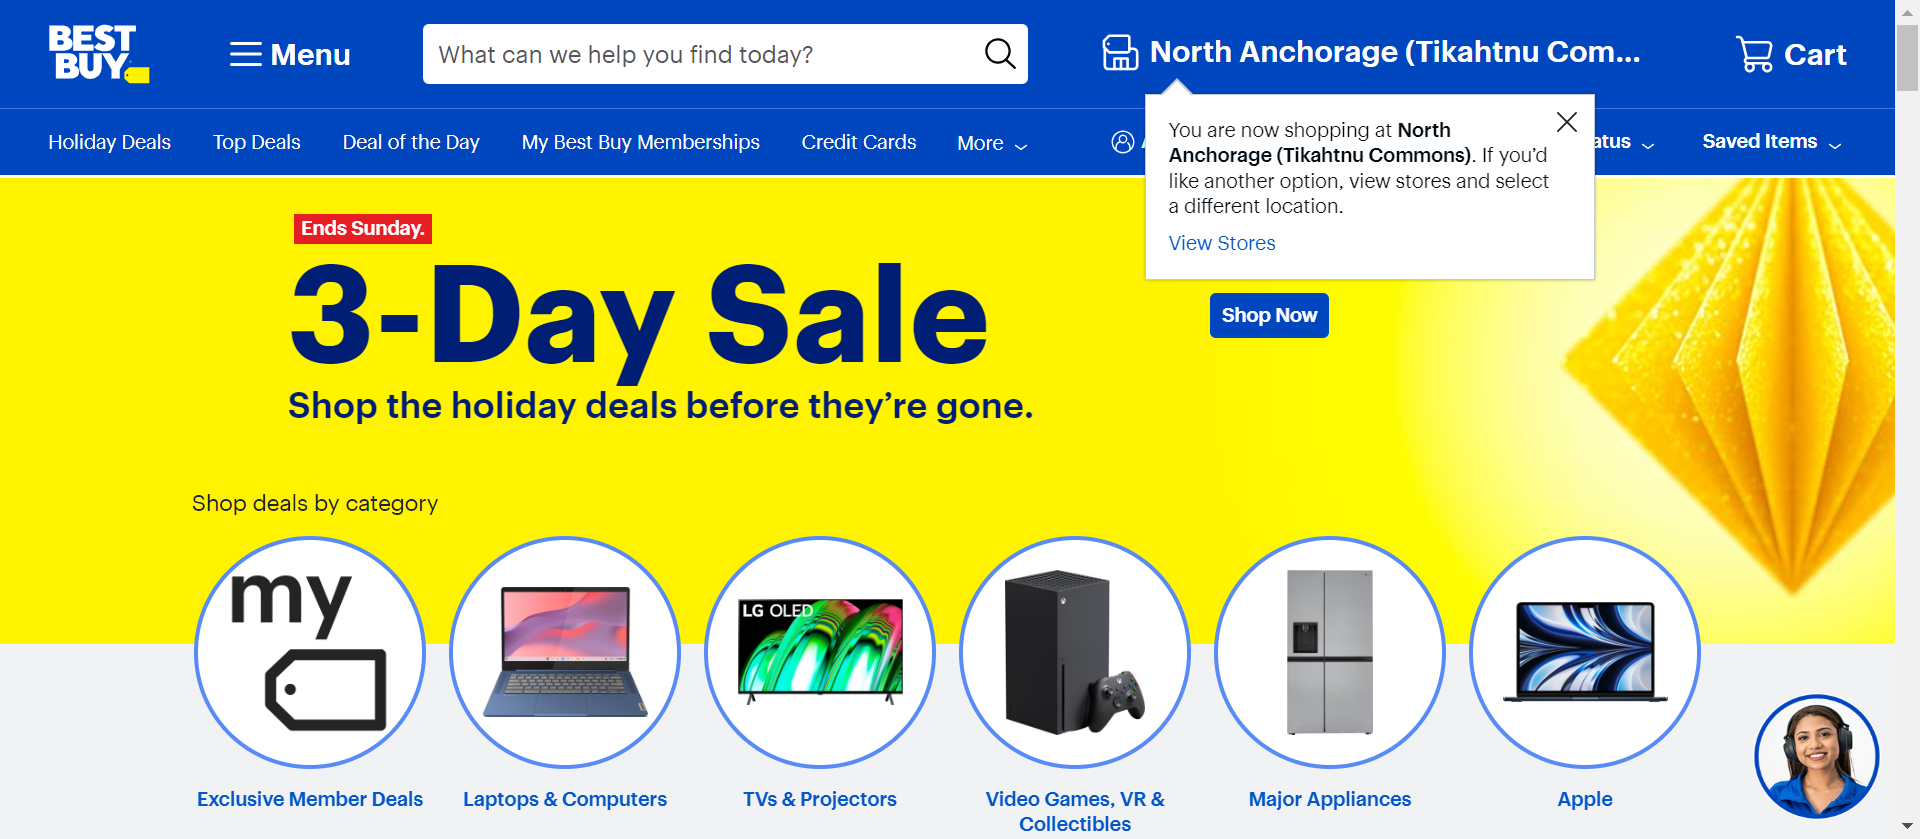 BEST
BUY
Menu
What can we help you find today?
North Anchorage (Tikahtnu Com...
Cart
Holiday Deals
Top Deals
Deal of the Day
My Best Buy Memberships
Credit Cards
More
Saved Items
You are now shopping at North
Anchorage (Tikahtnu Commons). If you’d
like another option, view stores and select
a different location.
View Stores
Ends Sunday.
3-Day Sale
Shop the holiday deals before they’re gone.
Shop Now
Shop deals by category
my
LG OLED
Exclusive Member Deals
Laptops & Computers
TVs & Projectors
Video Games, VR &
Collectibles
Major Appliances
Apple